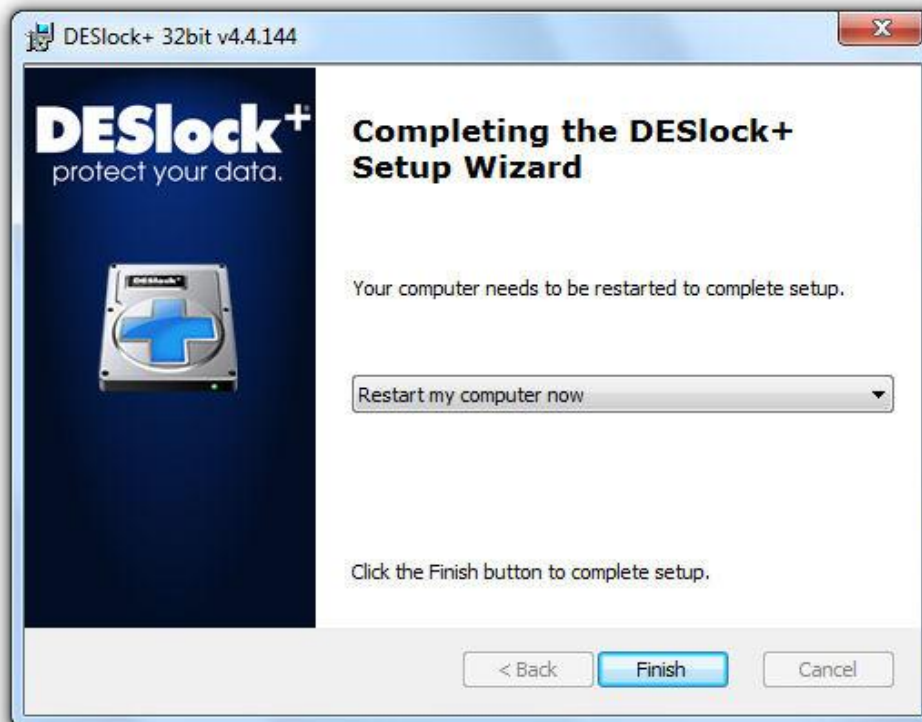 DESlock+ 32bit v4.4.144
DESlock+
protect your data.
DESlock+
Completing the DESlock+
Setup Wizard
Your computer needs to be restarted to complete setup.
Restart my computer now
Click the Finish button to complete setup.
< Back
Finish
Cancel